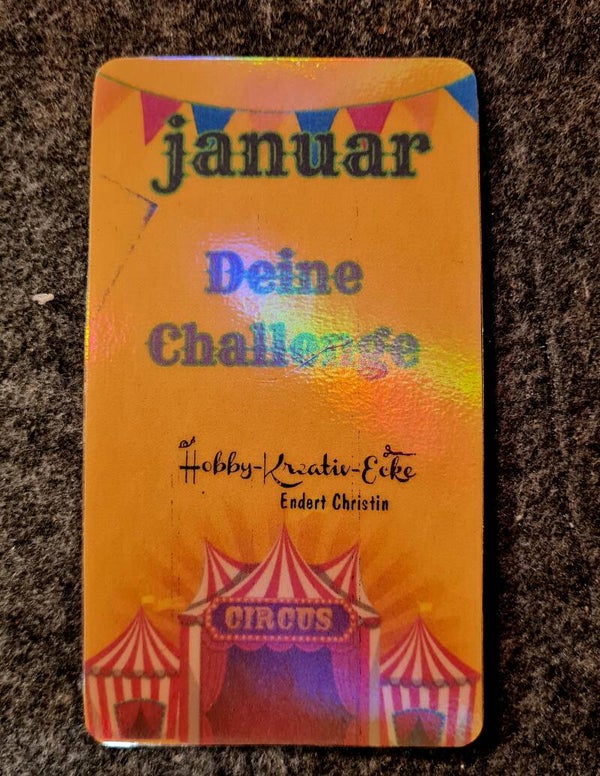 januar
Deine
Challenge
Hobby-Kreativ-Ecke
Endert Christin
CIRCUS